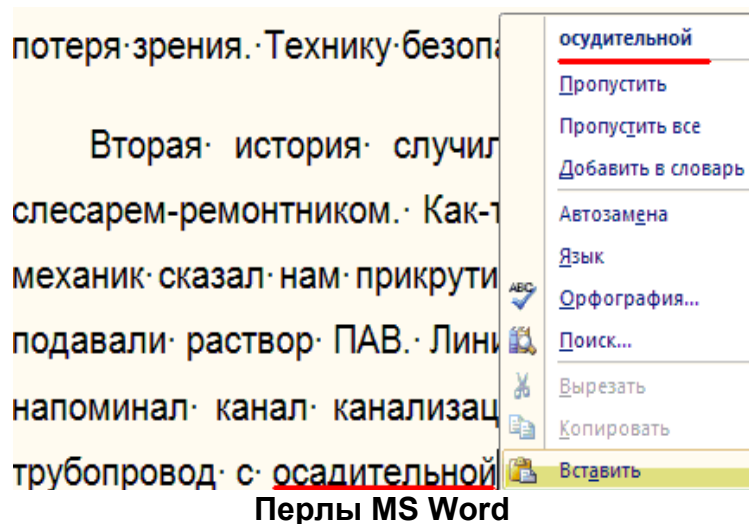 потеря·зрения.·Технику·безопа
Вторая· история· случил
слесарем-ремонтником.· Как-т
механик·сказал·нам·прикрути
подавали· раствор· ПАВ.· Лини
напоминал· канал· канализац
трубопровод· с· осадительной
осудительной
Пропустить
Пропустить все
Добавить в словарь
Автозамена
Язык
ABC
Орфография...
Поиск...
Вырезать
Копировать
Вставить
Перлы MS Word